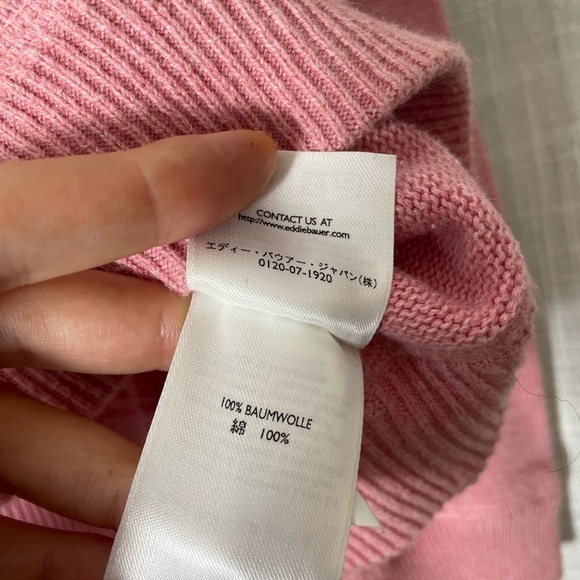 CONTACT US AT
http://www.eddiebauer.com
エディー・バウアー・ジャパン(株)
0120-07-1920
100% BAUMWOLLE
綿 100%